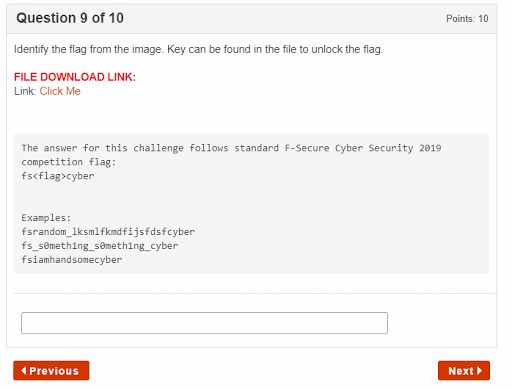 Question 9 of 10
Points: 10
Identify the flag from the image. Key can be found in the file to unlock the flag.
FILE DOWNLOAD LINK:
Link: Click Me
The answer for this challenge follows standard F-Secure Cyber Security 2019
competition flag:
fs<flag>cyber
Examples:
fsrandom_lksmlfkmdfijsfdsfcyber
fs_s0meth1ng_s0meth1ng_cyber
fsiamhandsomecyber
Previous
Next